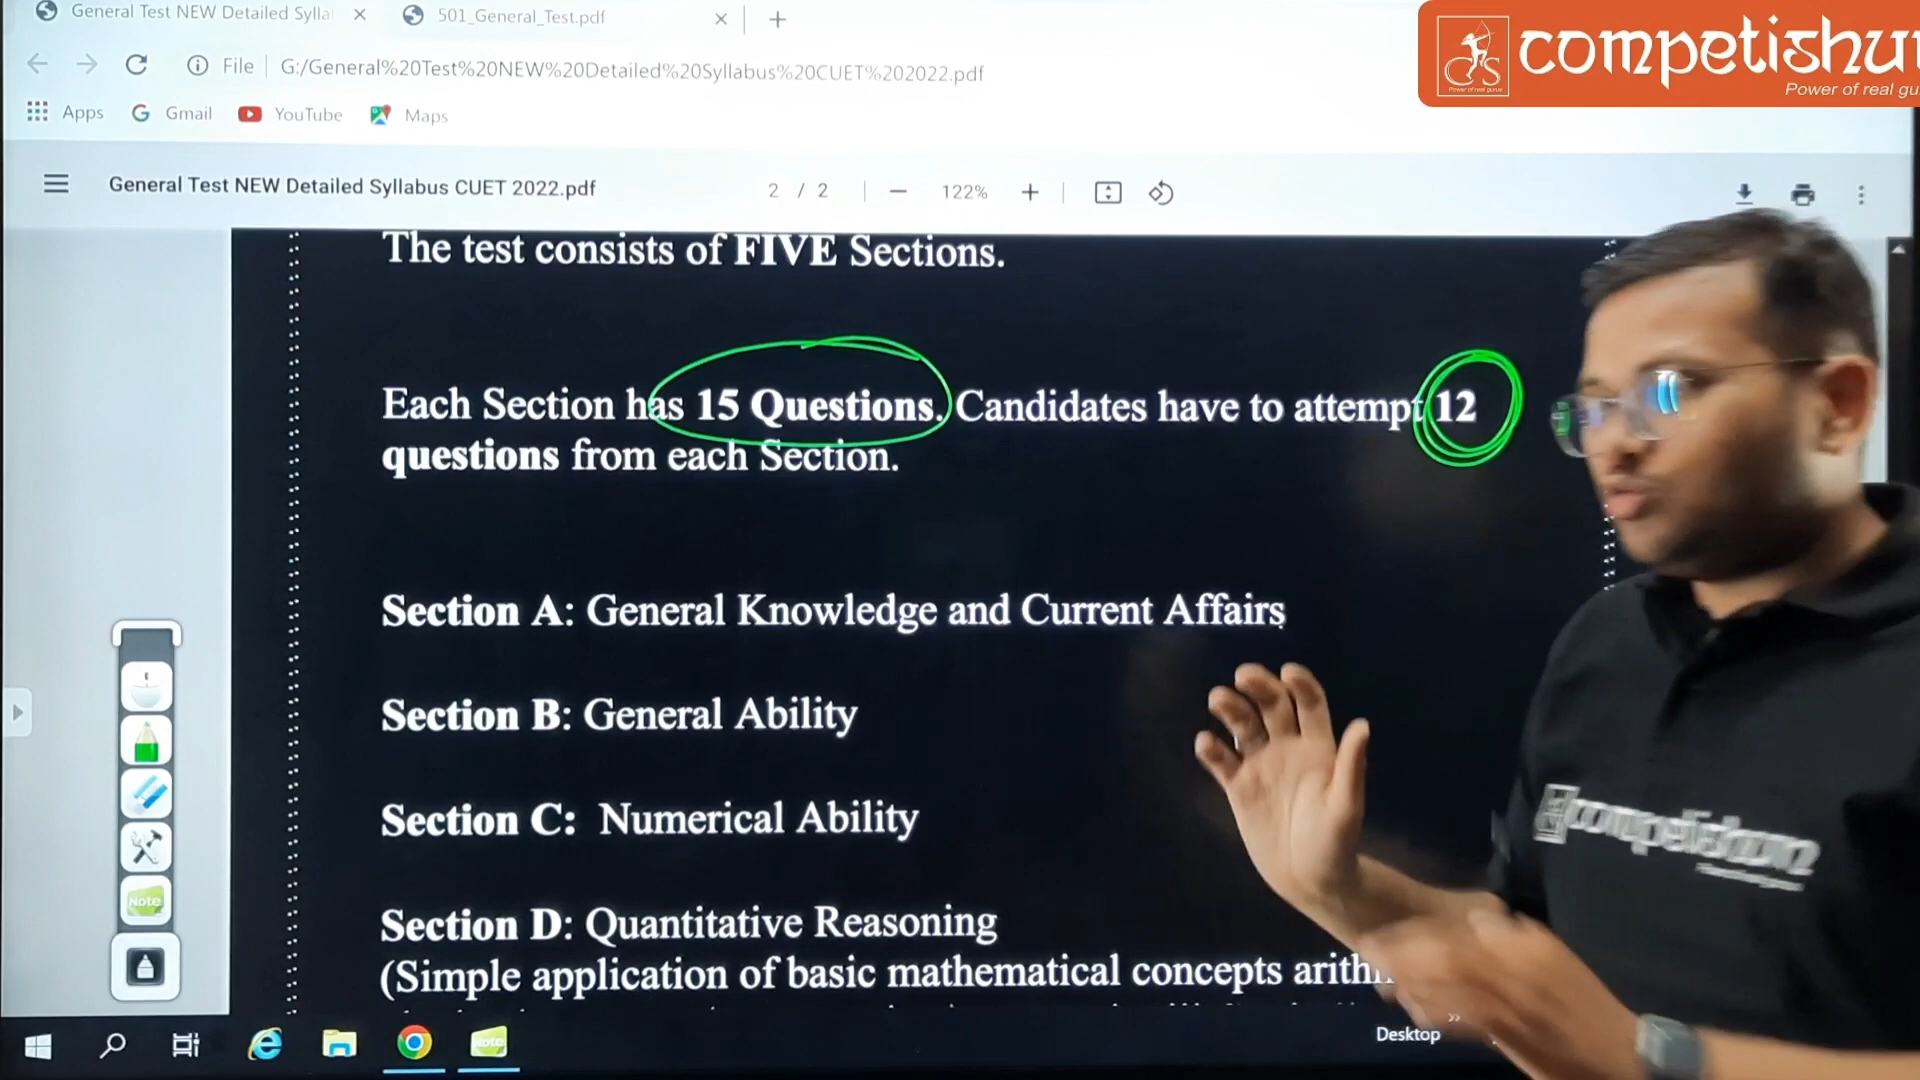 General Test NEW Detailed Sylla
501_General_Test.pdf
File
G:/General%20Test%20NEW%20Detailed%20Syllabus%20CUET%202022.pdf
competishu
Power of real gu
Apps
Gmail
YouTube
Maps
General Test NEW Detailed Syllabus CUET 2022.pdf
2 / 2
122%
The test consists of FIVE Sections.
Each Section has 15 Questions. Candidates have to attempt 12
questions from each Section.
Section A: General Knowledge and Current Affairs
Section B: General Ability
Section C: Numerical Ability
Section D: Quantitative Reasoning
(Simple application of basic mathematical concepts arith
Note
competishun
Desktop
Note